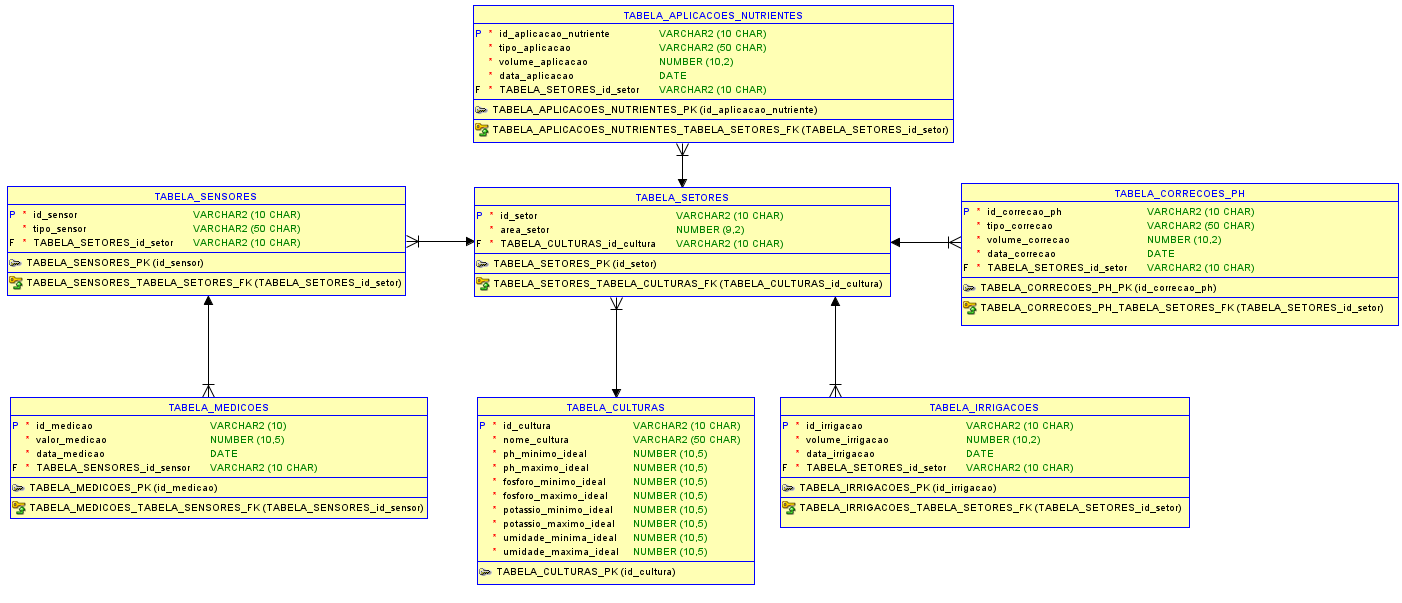 TABELA_APLICACOES_NUTRIENTES
P * id_aplicacao_nutriente VARCHAR2 (10 CHAR)
* tipo_aplicacao VARCHAR2 (50 CHAR)
* volume_aplicacao NUMBER (10,2)
* data_aplicacao DATE
F * TABELA_SETORES_id_setor VARCHAR2 (10 CHAR)
TABELA_APLICACOES_NUTRIENTES_PK (id_aplicacao_nutriente)
TABELA_APLICACOES_NUTRIENTES_TABELA_SETORES_FK (TABELA_SETORES_id_setor)
TABELA_SENSORES
P * id_sensor VARCHAR2 (10 CHAR)
* tipo_sensor VARCHAR2 (50 CHAR)
F * TABELA_SETORES_id_setor VARCHAR2 (10 CHAR)
TABELA_SENSORES_PK (id_sensor)
TABELA_SENSORES_TABELA_SETORES_FK (TABELA_SETORES_id_setor)
TABELA_SETORES
P * id_setor VARCHAR2 (10 CHAR)
* area_setor NUMBER (9,2)
F * TABELA_CULTURAS_id_cultura VARCHAR2 (10 CHAR)
TABELA_SETORES_PK (id_setor)
TABELA_SETORES_TABELA_CULTURAS_FK (TABELA_CULTURAS_id_cultura)
TABELA_CORRECOES_PH
P * id_correcao_ph VARCHAR2 (10 CHAR)
* tipo_correcao VARCHAR2 (50 CHAR)
* volume_correcao NUMBER (10,2)
* data_correcao DATE
F * TABELA_SETORES_id_setor VARCHAR2 (10 CHAR)
TABELA_CORRECOES_PH_PK (id_correcao_ph)
TABELA_CORRECOES_PH_TABELA_SETORES_FK (TABELA_SETORES_id_setor)
TABELA_MEDICOES
P * id_medicao VARCHAR2 (10)
* valor_medicao NUMBER (10,5)
* data_medicao DATE
F * TABELA_SENSORES_id_sensor VARCHAR2 (10 CHAR)
TABELA_MEDICOES_PK (id_medicao)
TABELA_MEDICOES_TABELA_SENSORES_FK (TABELA_SENSORES_id_sensor)
TABELA_CULTURAS
P * id_cultura VARCHAR2 (10 CHAR)
* nome_cultura VARCHAR2 (50 CHAR)
* ph_minimo_ideal NUMBER (10,5)
* ph_maximo_ideal NUMBER (10,5)
* fosforo_minimo_ideal NUMBER (10,5)
* fosforo_maximo_ideal NUMBER (10,5)
* potassio_minimo_ideal NUMBER (10,5)
* potassio_maximo_ideal NUMBER (10,5)
* umidade_minima_ideal NUMBER (10,5)
* umidade_maxima_ideal NUMBER (10,5)
TABELA_CULTURAS_PK (id_cultura)
TABELA_IRRIGACOES
P * id_irrigacao VARCHAR2 (10 CHAR)
* volume_irrigacao NUMBER (10,2)
* data_irrigacao DATE
F * TABELA_SETORES_id_setor VARCHAR2 (10 CHAR)
TABELA_IRRIGACOES_PK (id_irrigacao)
TABELA_IRRIGACOES_TABELA_SETORES_FK (TABELA_SETORES_id_setor)